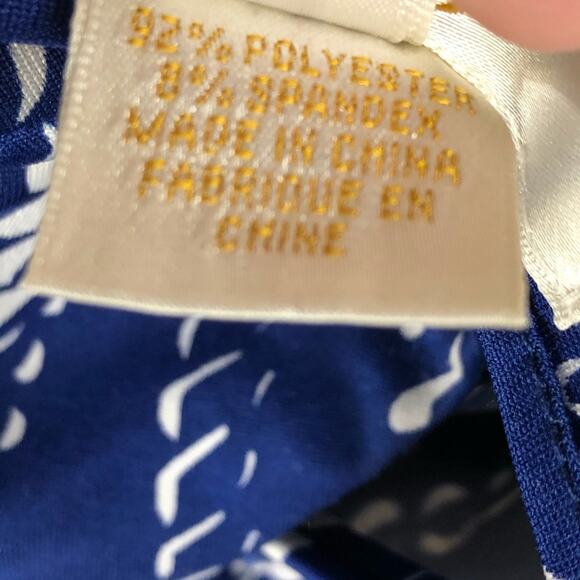 92% POLYESTER
8% SPANDEX
MADE IN CHINA
FABRIQUE EN
CHINE